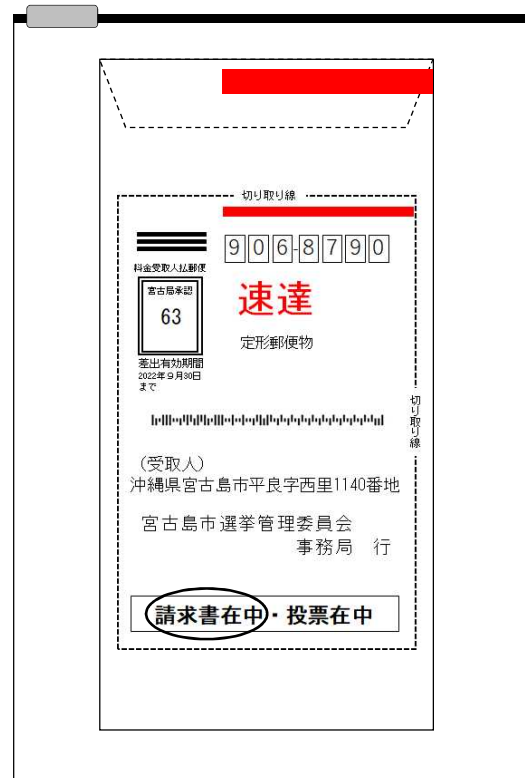 切り取り線
906-8790
料金受取人払郵便
宮古局承認
63
速達
定形郵便物
差出有効期間
2022年9月30日
まで
切り取り線
(受取人)
沖縄県宮古島市平良字西里1140番地
宮古島市選挙管理委員会
事務局 行
請求書在中・投票在中